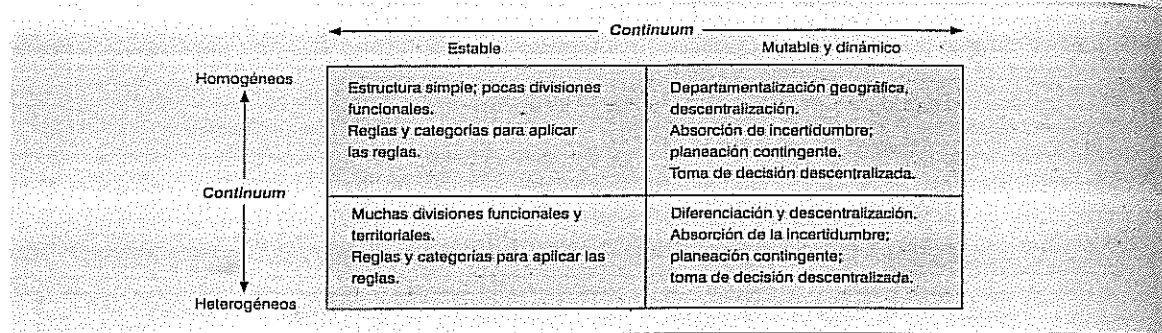 Continuum
Estable
Mutable y dinámico
Homogéneos
Continuum
Heterogéneos
Estructura simple; pocas divisiones
funcionales.
Reglas y categorías para aplicar
las reglas.
Departamentalización geográfica,
descentralización.
Absorción de incertidumbre;
planeación contingente.
Toma de decisión descentralizada.
Muchas divisiones funcionales y
territoriales.
Reglas y categorías para aplicar las
reglas.
Diferenciación y descentralización.
Absorción de la incertidumbre;
planeación contingente;
toma de decisión descentralizada.